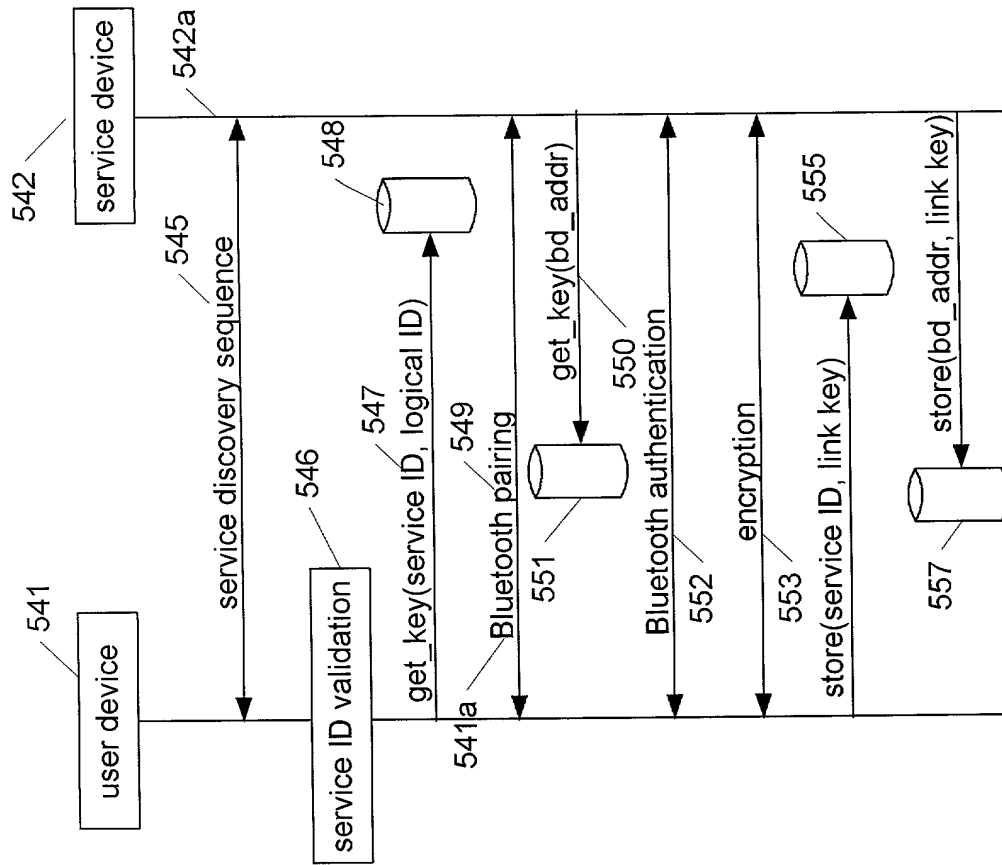 541
user device
542
service device
542a
545
service discovery sequence
546
service ID validation
547
get_key(service ID, logical ID)
548
541a
549
Bluetooth pairing
get_key(bd_addr)
550
551
Bluetooth authentication
552
encryption
553
store(service ID, link key)
555
store(bd_addr, link key)
557